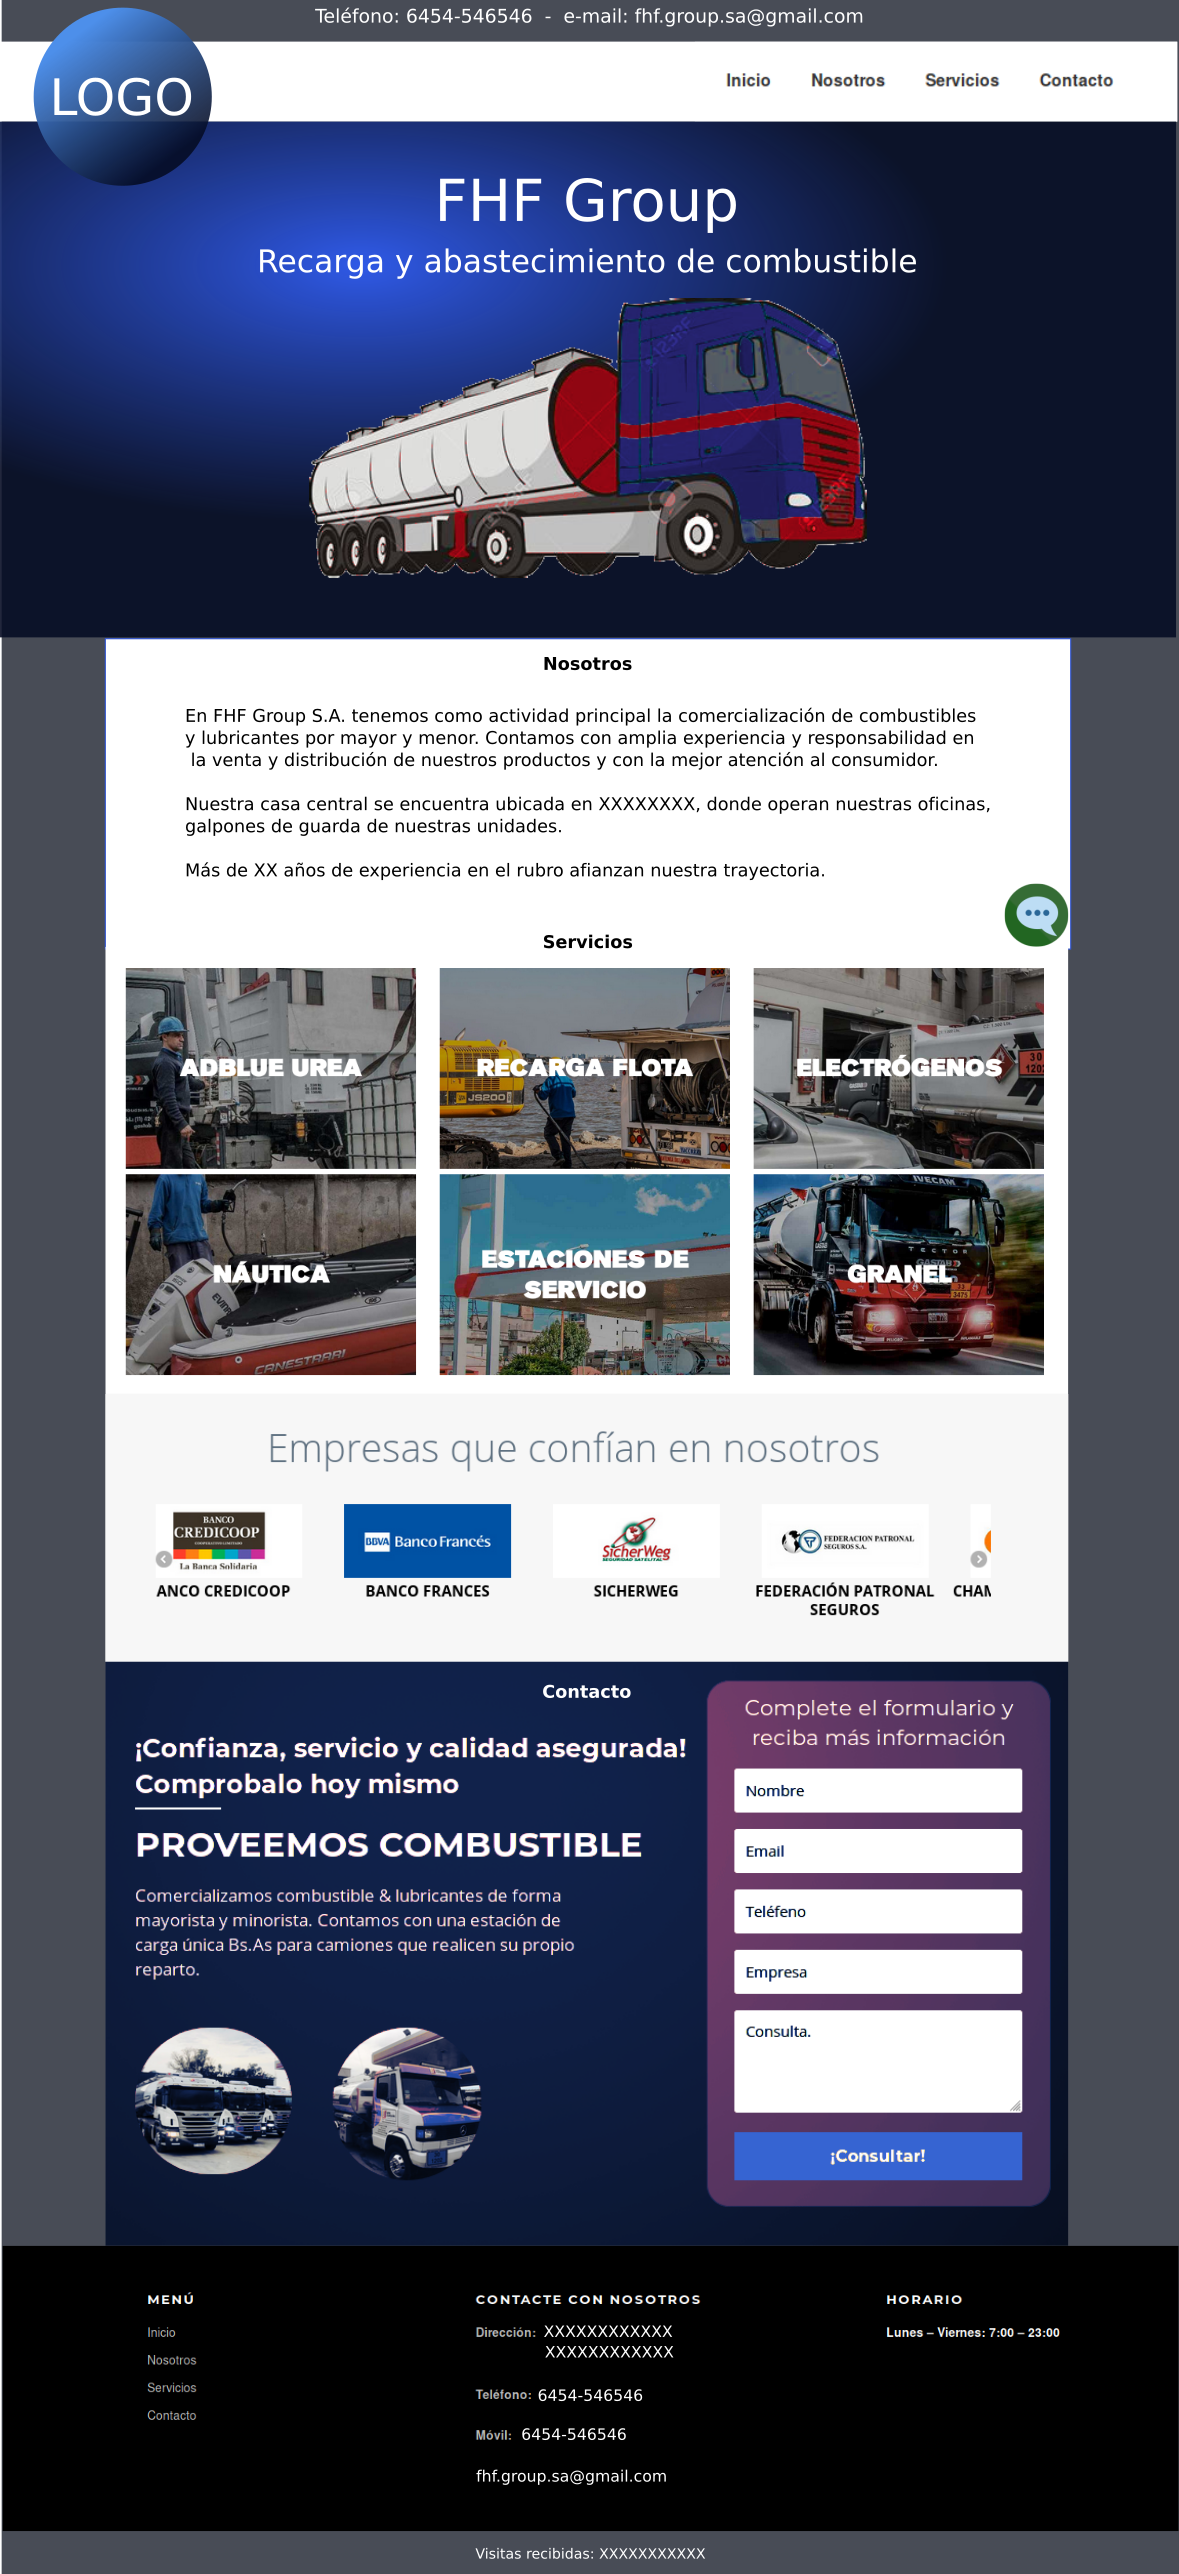 Teléfono: 6454-546546  -  e-mail: fhf.group.sa@gmail.com
LOGO
Inicio Nosotros Servicios Contacto
FHF Group
Recarga y abastecimiento de combustible
Nosotros
En FHF Group S.A. tenemos como actividad principal la comercialización de combustibles
y lubricantes por mayor y menor. Contamos con amplia experiencia y responsabilidad en
la venta y distribución de nuestros productos y con la mejor atención al consumidor.
Nuestra casa central se encuentra ubicada en XXXXXXXX, donde operan nuestras oficinas,
galpones de guarda de nuestras unidades.
Más de XX años de experiencia en el rubro afianzan nuestra trayectoria.
Servicios
ADBLUE UREA
RECARGA FLOTA
JS200
ELECTRÓGENOS
30
1202
NÁUTICA
CANESTRARI
ESTACIONES DE
SERVICIO
IVECAM
TECTOR
GRANEL
3475
Empresas que confían en nosotros
BANCO
CREDICOOP
La Banca Solidaria
BBVA Banco Francés
SicherWeg
SEGURIDAD SATELITAL
FEDERACION PATRONAL
SEGUROS S.A.
ANCO CREDICOOP
BANCO FRANCES
SICHERWEG
FEDERACIÓN PATRONAL
SEGUROS
CHAM
Contacto
¡Confianza, servicio y calidad asegurada!
Comprobalo hoy mismo
PROVEEMOS COMBUSTIBLE
Comercializamos combustible & lubricantes de forma
mayorista y minorista. Contamos con una estación de
carga única Bs.As para camiones que realicen su propio
reparto.
Complete el formulario y
reciba más información
Nombre
Email
Teléfeno
Empresa
Consulta.
¡Consultar!
MENÚ
Inicio
Nosotros
Servicios
Contacto
CONTACTE CON NOSOTROS
Dirección: XXXXXXXXXXXX
XXXXXXXXXXXX
Teléfono: 6454-546546
Móvil: 6454-546546
fhf.group.sa@gmail.com
HORARIO
Lunes – Viernes: 7:00 – 23:00
Visitas recibidas: XXXXXXXXXXX